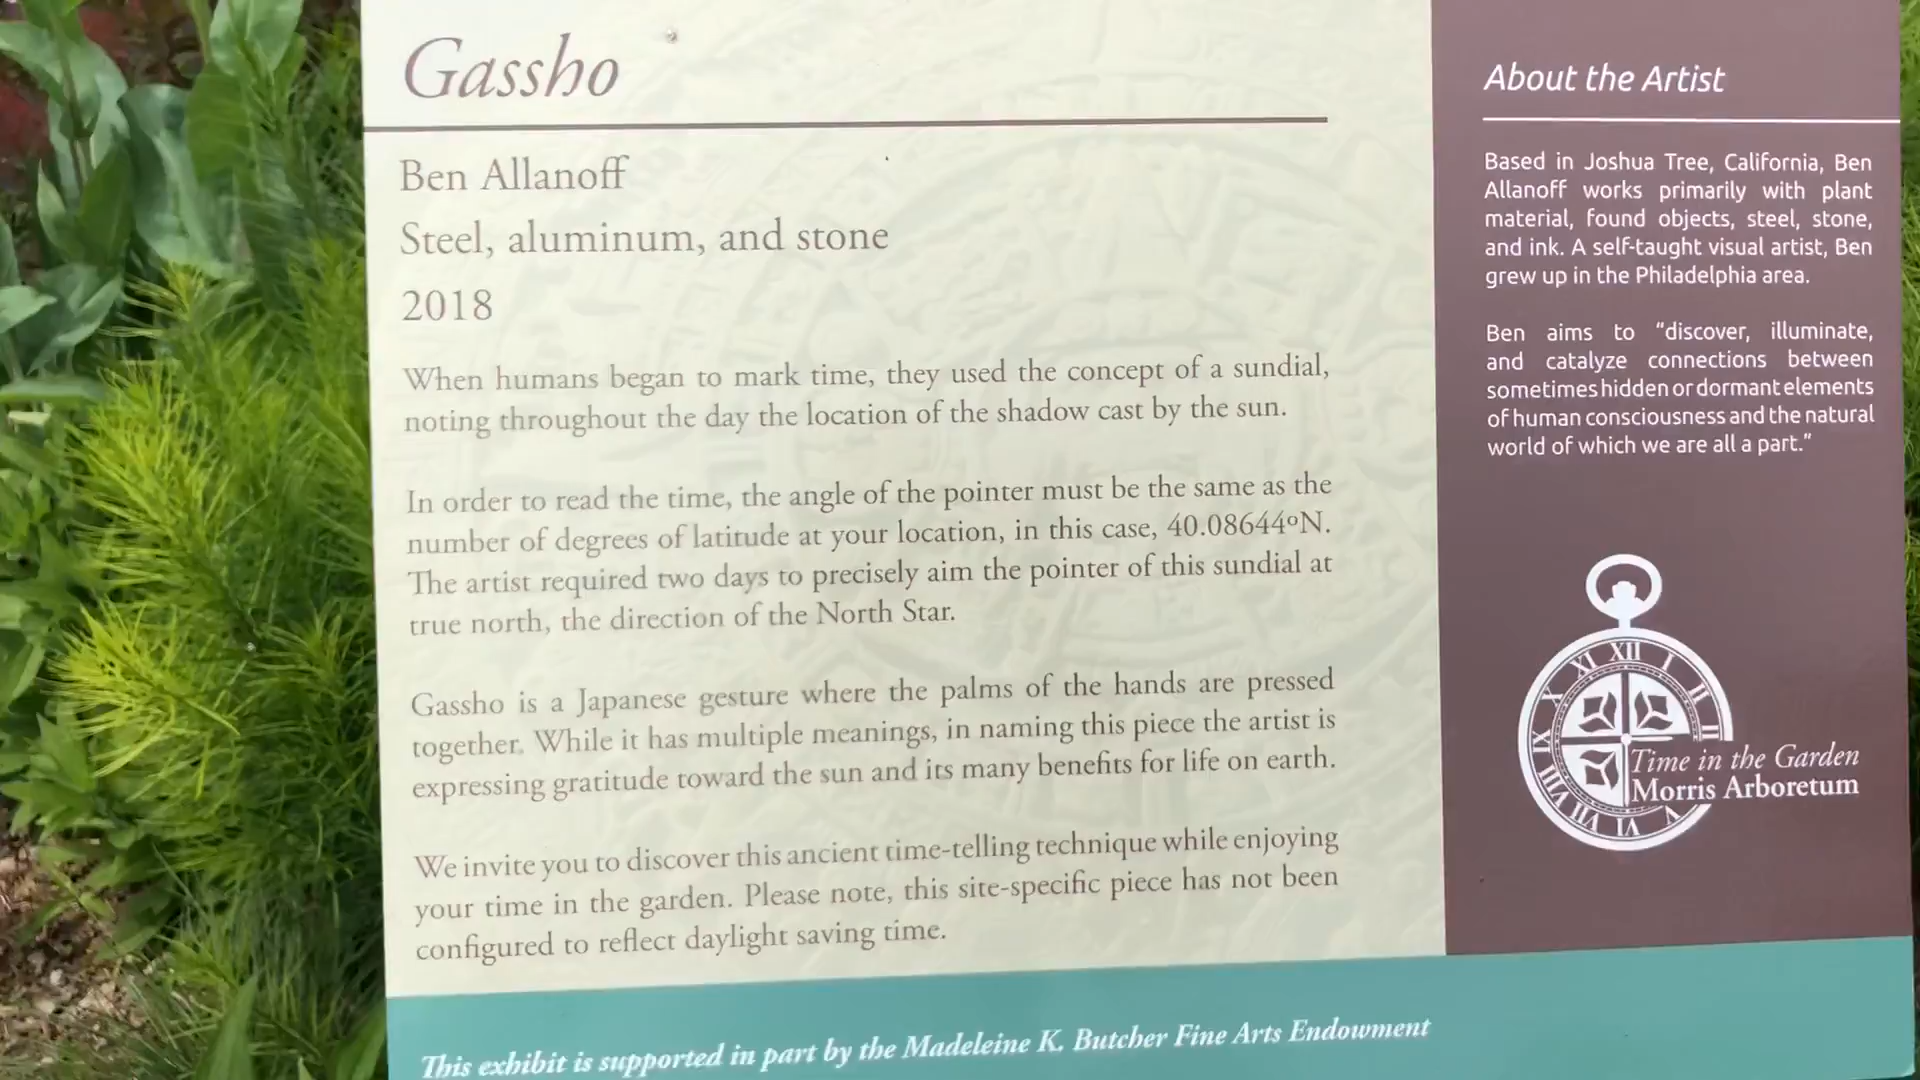 Gassho
Ben Allanoff
Steel, aluminum, and stone
2018
When humans began to mark time, they used the concept of a sundial,
noting throughout the day the location of the shadow cast by the sun.
In order to read the time, the angle of the pointer must be the same as the
number of degrees of latitude at your location, in this case, 40.08644ºN.
The artist required two days to precisely aim the pointer of this sundial at
true north, the direction of the North Star.
Gassho is a Japanese gesture where the palms of the hands are pressed
together. While it has multiple meanings, in naming this piece the artist is
expressing gratitude toward the sun and its many benefits for life on earth.
We invite you to discover this ancient time-telling technique while enjoying
your time in the garden. Please note, this site-specific piece has not been
configured to reflect daylight saving time.
This exhibit is supported in part by the Madeleine K. Butcher Fine Arts Endowment
About the Artist
Based in Joshua Tree, California, Ben
Allanoff works primarily with plant
material, found objects, steel, stone,
and ink. A self-taught visual artist, Ben
grew up in the Philadelphia area.
Ben aims to “discover, illuminate,
and catalyze connections between
sometimes hidden or dormant elements
of human consciousness and the natural
world of which we are all a part.”
XII I II III V VI VII VIII IX X XI
Time in the Garden
Morris Arboretum